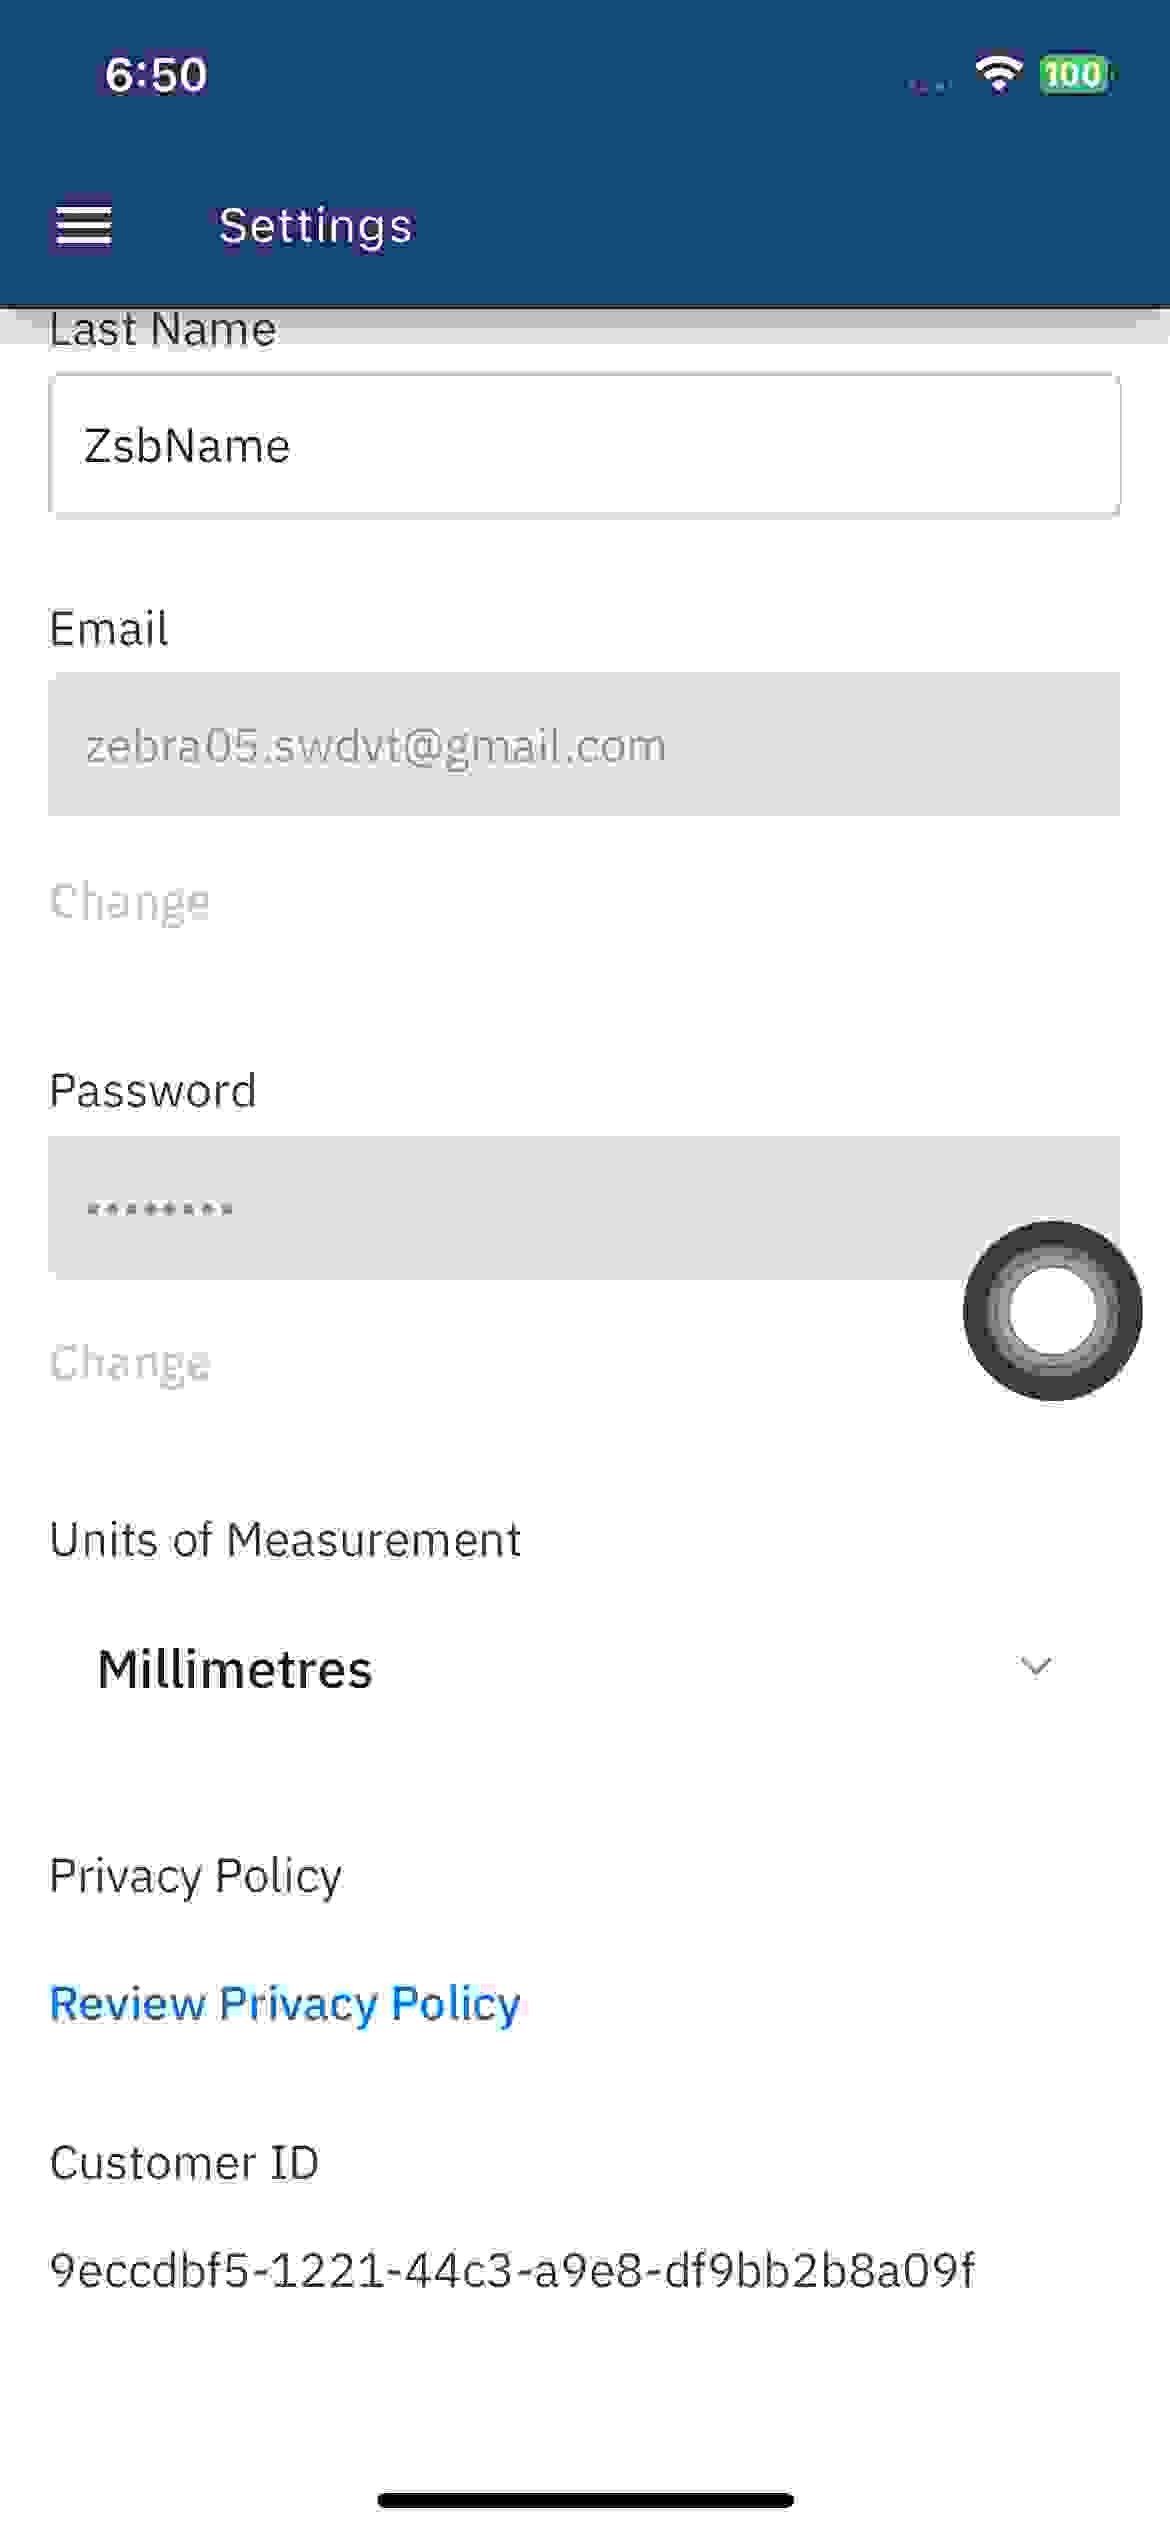 6:50
100
Settings
Last Name
ZsbName
Email
zebra05.swdvt@gmail.com
Change
Password
••••••••
Change
Units of Measurement
Millimetres
Privacy Policy
Review Privacy Policy
Customer ID
9eccdbf5-1221-44c3-a9e8-df9bb2b8a09f